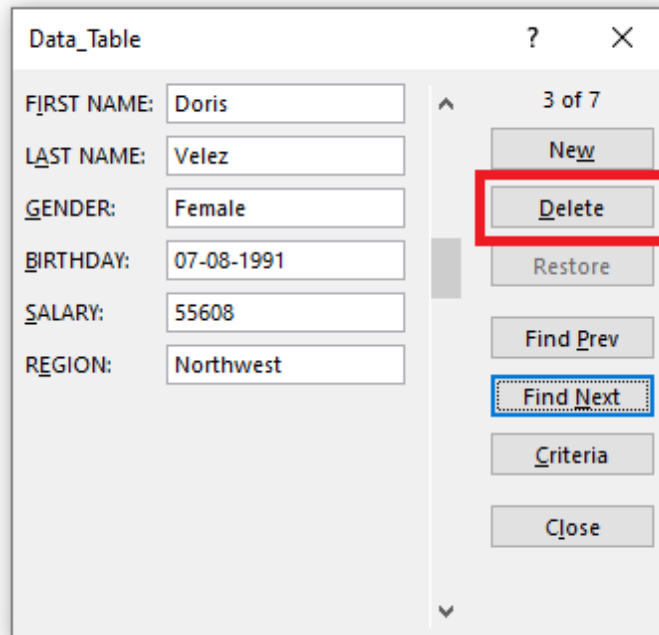 Data_Table ?
FIRST NAME: Doris
LAST NAME: Velez
GENDER: Female
BIRTHDAY: 07-08-1991
SALARY: 55608
REGION: Northwest
3 of 7
New
Delete
Restore
Find Prev
Find Next
Criteria
Close